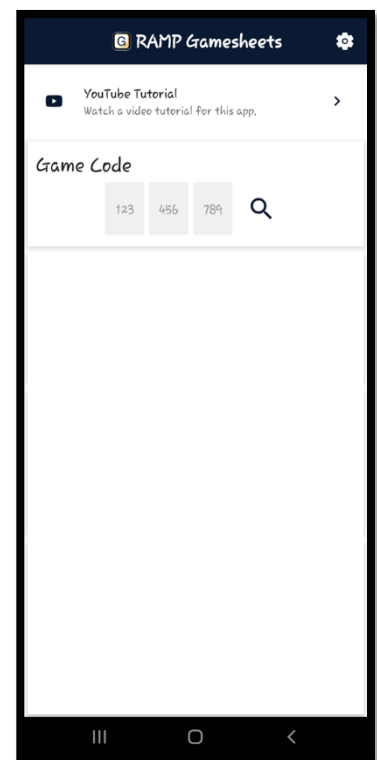 G RAMP Gamesheets
YouTube Tutorial
Watch a video tutorial for this app.
Game Code
123 456 789